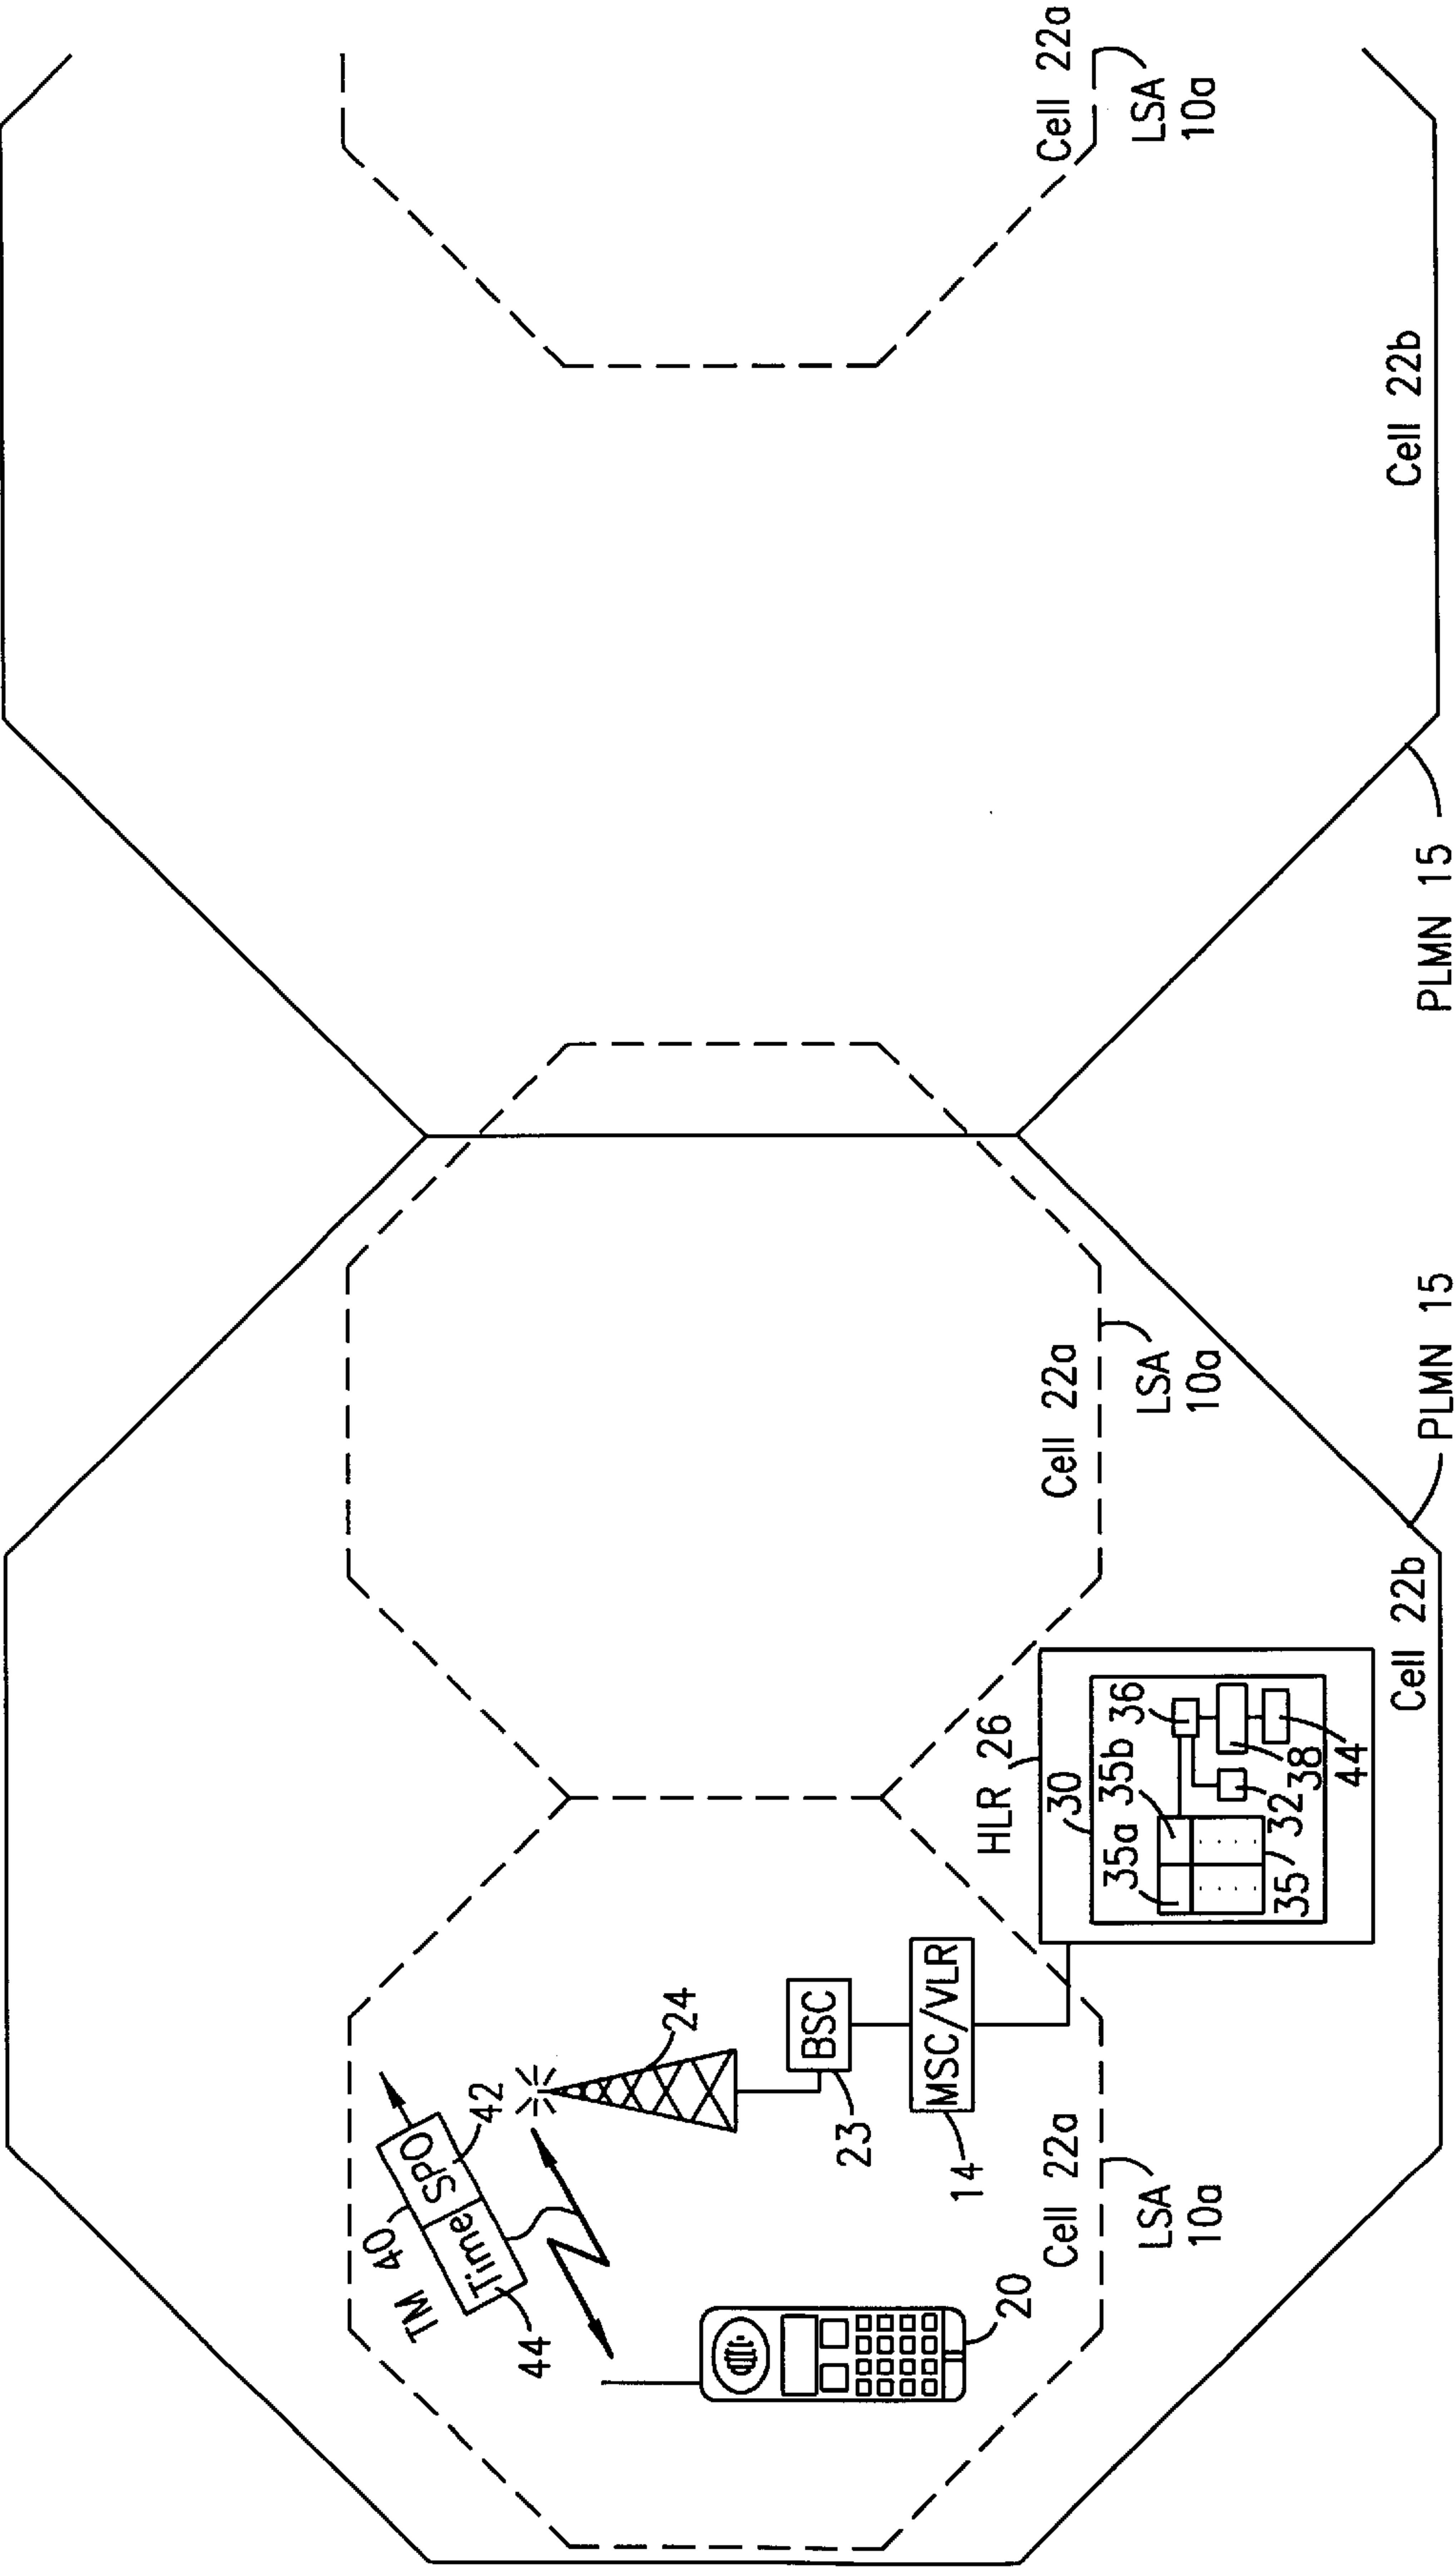 TM 40
Time
SPO
42
44
24
BSC
23
MSC/VLR
14
20
Cell 22a
LSA
10a
HLR 26
30
35a
35b
36
35
32
38
44
Cell 22b
PLMN 15
Cell 22a
LSA
10a
PLMN 15
Cell 22b
Cell 22a
LSA
10a